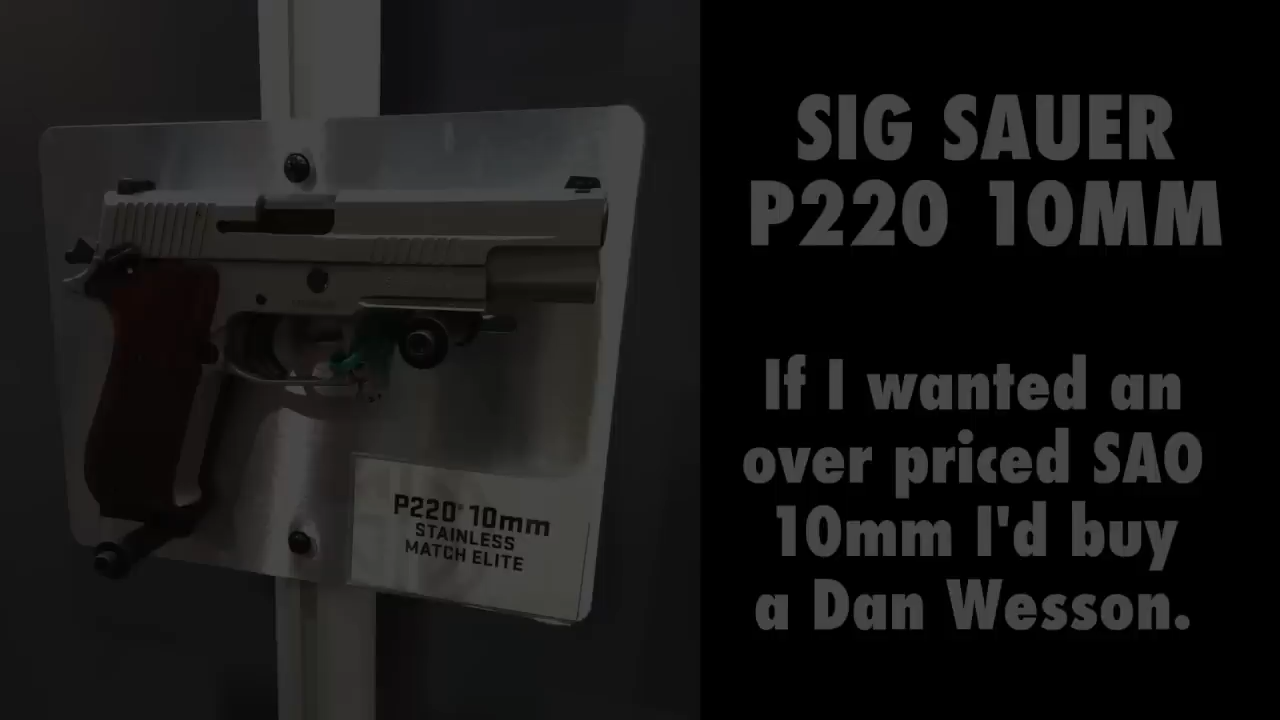 SIG SAUER
P220 10MM
If I wanted an
over priced SAO
10mm I'd buy
a Dan Wesson.
P220® 10mm
STAINLESS
MATCH ELITE